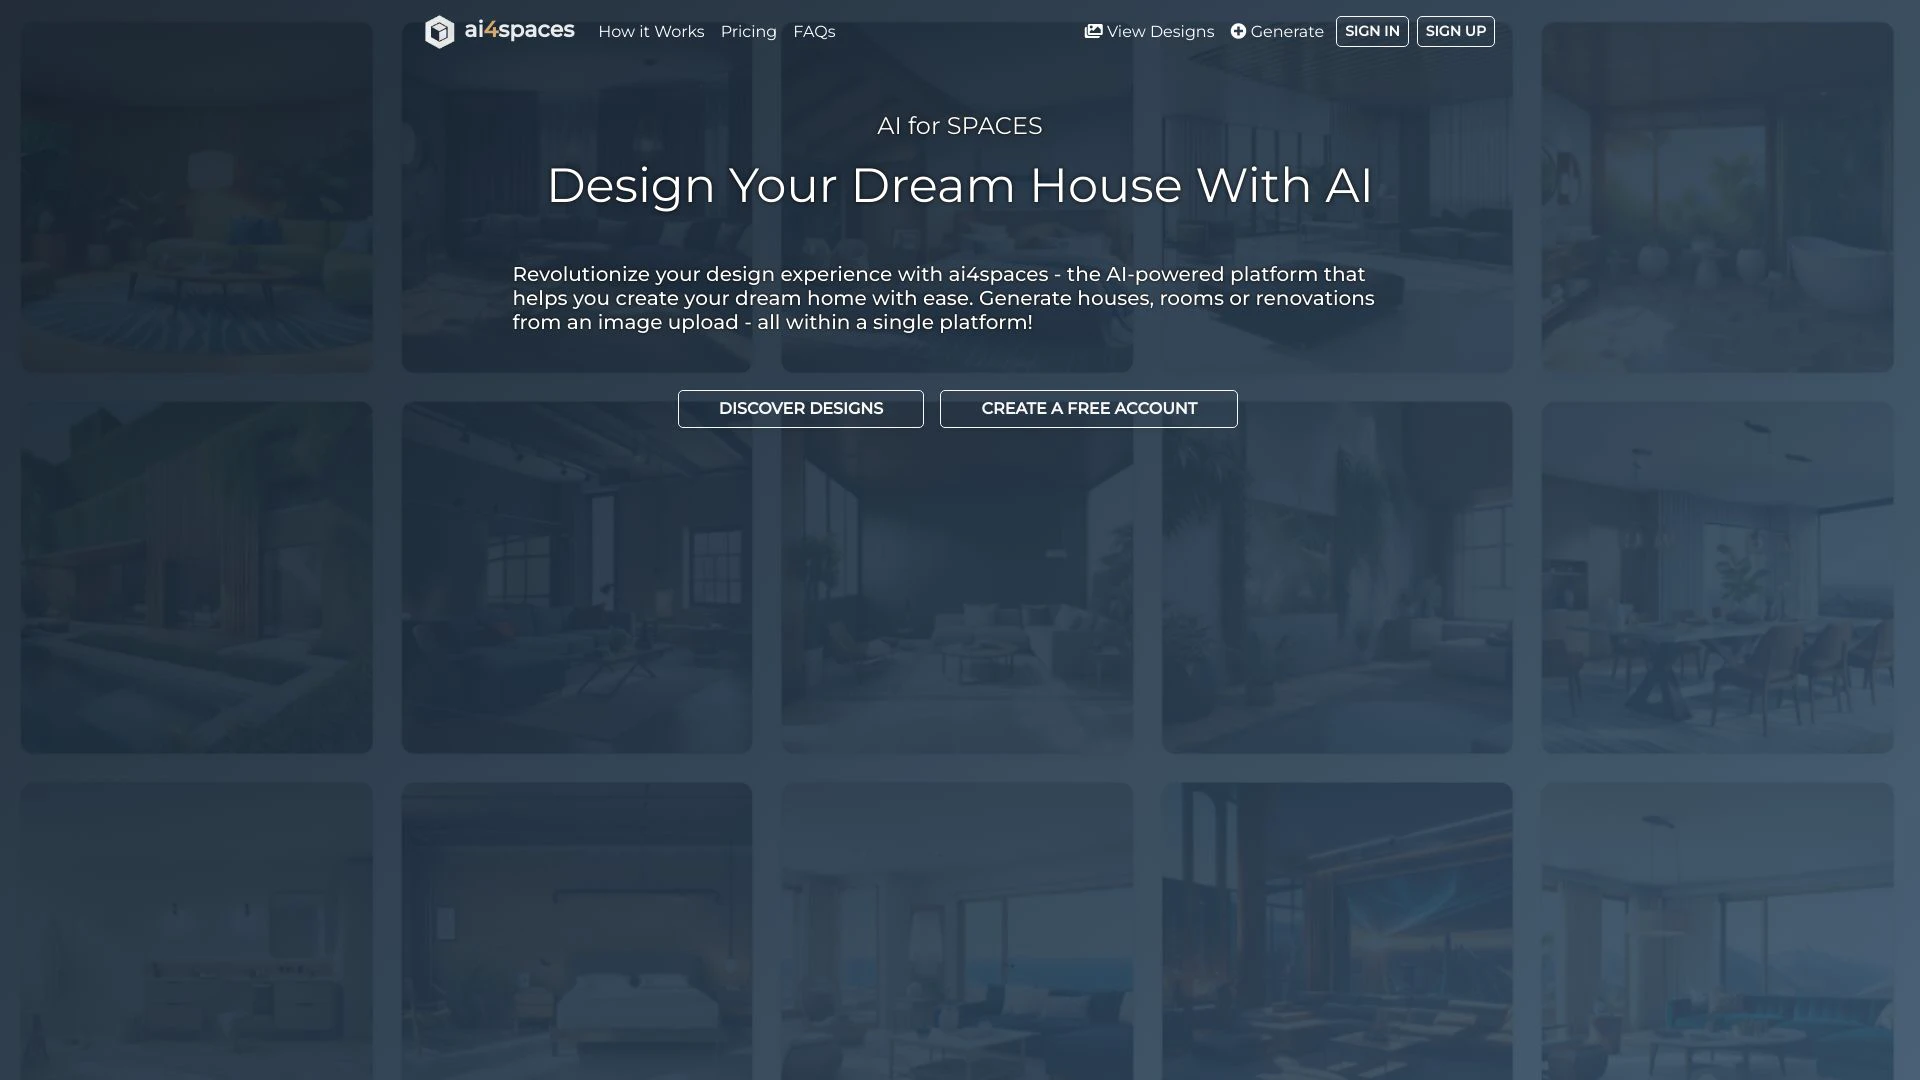 ai4spaces How it Works Pricing FAQs View Designs Generate SIGN IN SIGN UP
AI for SPACES
Design Your Dream House With AI
Revolutionize your design experience with ai4spaces - the AI-powered platform that
helps you create your dream home with ease. Generate houses, rooms or renovations
from an image upload - all within a single platform!
DISCOVER DESIGNS CREATE A FREE ACCOUNT